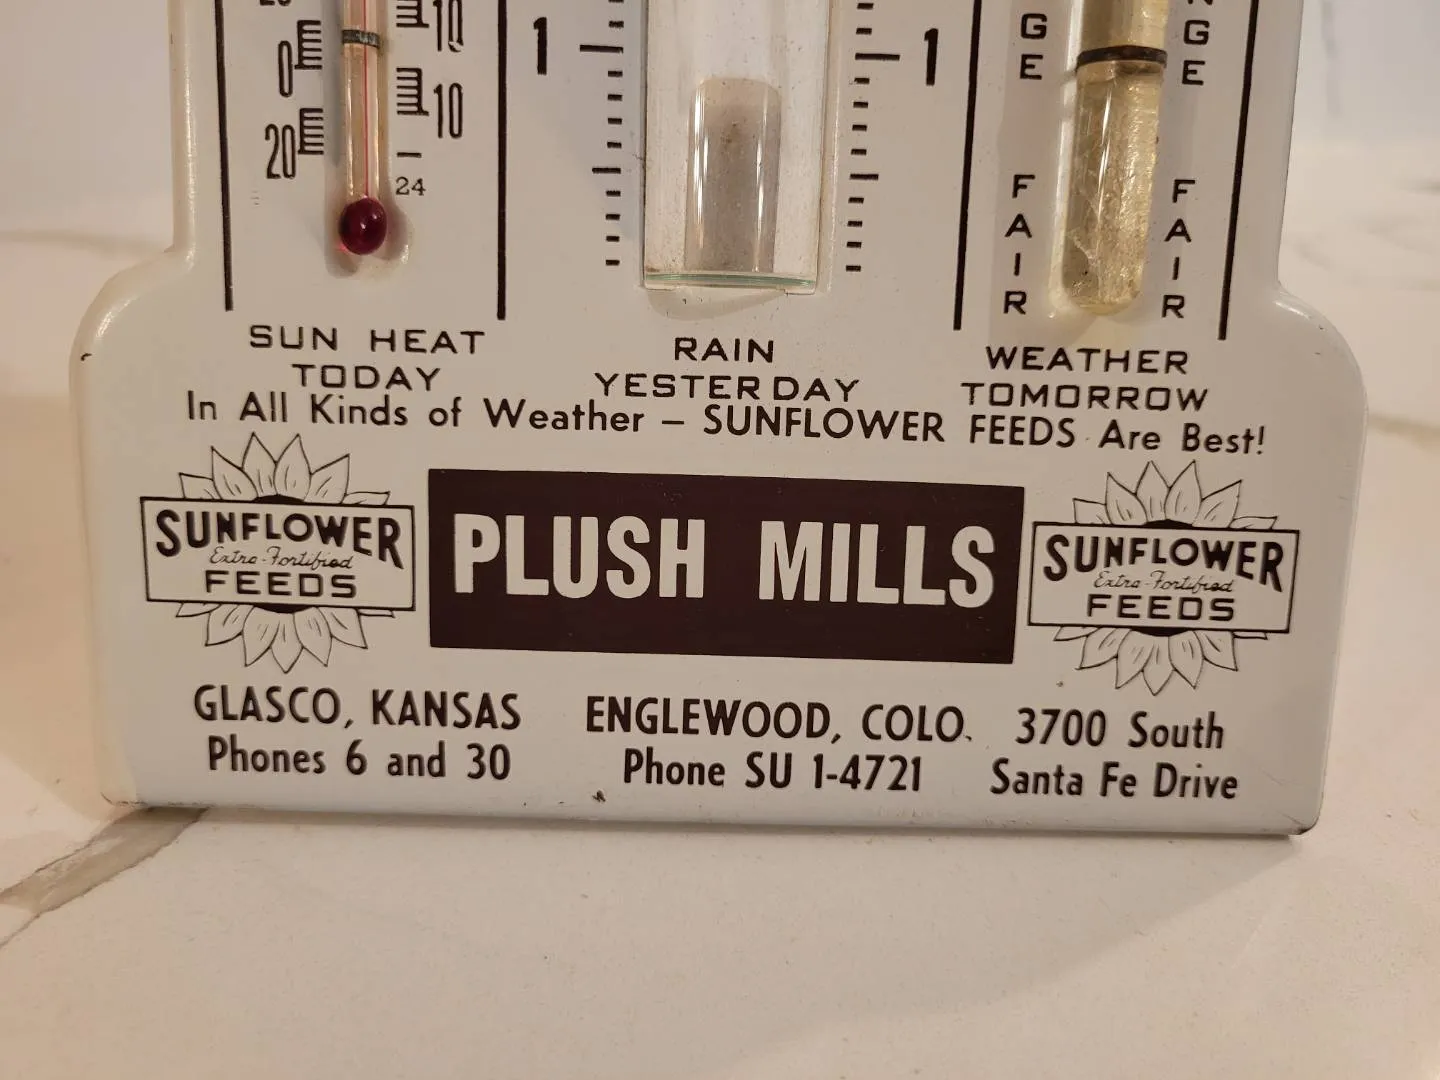 0
20
10
10
24
1
1
G
E
F
A
I
R
N
G
E
F
A
I
R
SUN HEAT
TODAY
RAIN
YESTERDAY
WEATHER
TOMORROW
In All Kinds of Weather – SUNFLOWER FEEDS Are Best!
SUNFLOWER
Extra-Fortified
FEEDS
PLUSH MILLS
SUNFLOWER
Extra-Fortified
FEEDS
GLASCO, KANSAS
Phones 6 and 30
ENGLEWOOD, COLO.
Phone SU 1-4721
3700 South
Santa Fe Drive